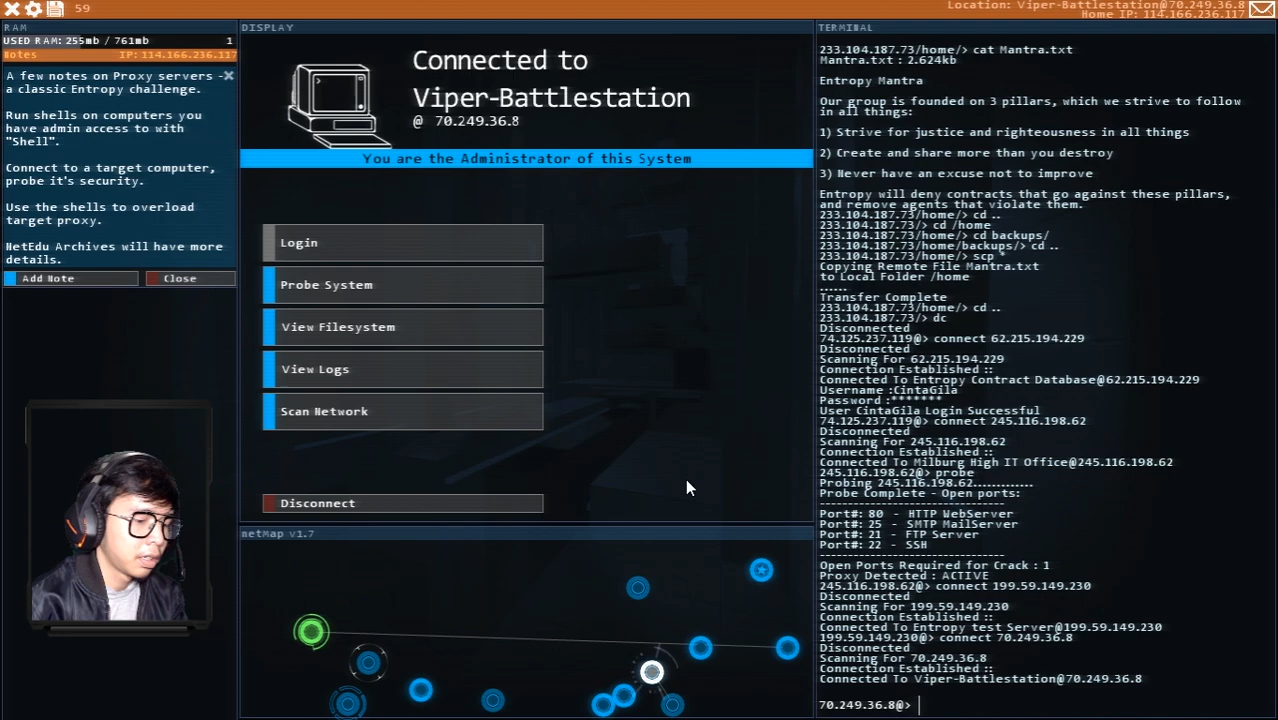 59
Location: Viper-Battlestation@70.249.36.8
Home IP: 114.166.236.117
RAM
USED RAM: 255mb / 761mb 1
Notes IP: 114.166.236.117
A few notes on Proxy servers -
a classic Entropy challenge.
Run shells on computers you
have admin access to with
"Shell".
Connect to a target computer,
probe it's security.
Use the shells to overload
target proxy.
NetEdu Archives will have more
details.
Add Note
Close
DISPLAY
Connected to
Viper-Battlestation
@ 70.249.36.8
You are the Administrator of this System
Login
Probe System
View Filesystem
View Logs
Scan Network
Disconnect
netMap v1.7
TERMINAL
233.104.187.73/home/> cat Mantra.txt
Mantra.txt : 2.624kb
Entropy Mantra
Our group is founded on 3 pillars, which we strive to follow
in all things:
1) Strive for justice and righteousness in all things
2) Create and share more than you destroy
3) Never have an excuse not to improve
Entropy will deny contracts that go against these pillars,
and remove agents that violate them.
233.104.187.73/home/> cd ..
233.104.187.73/> cd /home
233.104.187.73/home/> cd backups/
233.104.187.73/home/backups/> cd ..
233.104.187.73/home/> scp *
Copying Remote File Mantra.txt
to Local Folder /home
......
Transfer Complete
233.104.187.73/home/> cd ..
233.104.187.73/> dc
Disconnected
74.125.237.119@> connect 62.215.194.229
Disconnected
Scanning For 62.215.194.229
Connection Established ::
Connected To Entropy Contract Database@62.215.194.229
Username :CintaGila
Password :*******
User CintaGila Login Successful
74.125.237.119@> connect 245.116.198.62
Disconnected
Scanning For 245.116.198.62
Connection Established ::
Connected To Milburg High IT Office@245.116.198.62
245.116.198.62@> probe
Probing 245.116.198.62.............
Probe Complete - Open ports:
---------------------------------
Port#: 80 - HTTP WebServer
Port#: 25 - SMTP MailServer
Port#: 21 - FTP Server
Port#: 22 - SSH
---------------------------------
Open Ports Required for Crack : 1
Proxy Detected : ACTIVE
245.116.198.62@> connect 199.59.149.230
Disconnected
Scanning For 199.59.149.230
Connection Established ::
Connected To Entropy test Server@199.59.149.230
199.59.149.230@> connect 70.249.36.8
Disconnected
Scanning For 70.249.36.8
Connection Established ::
Connected To Viper-Battlestation@70.249.36.8
70.249.36.8@>